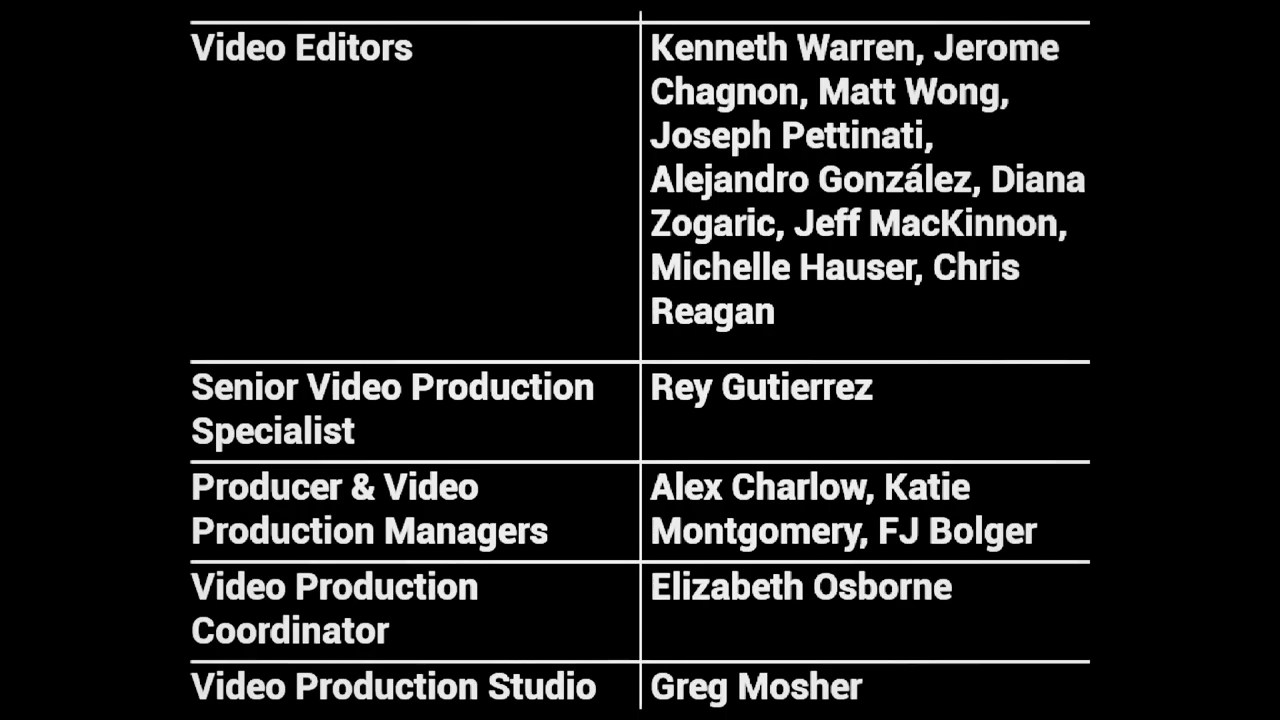 Video Editors
Kenneth Warren, Jerome
Chagnon, Matt Wong,
Joseph Pettinati,
Alejandro González, Diana
Zogaric, Jeff MacKinnon,
Michelle Hauser, Chris
Reagan
Senior Video Production
Specialist
Rey Gutierrez
Producer & Video
Production Managers
Alex Charlow, Katie
Montgomery, FJ Bolger
Video Production
Coordinator
Elizabeth Osborne
Video Production Studio
Greg Mosher